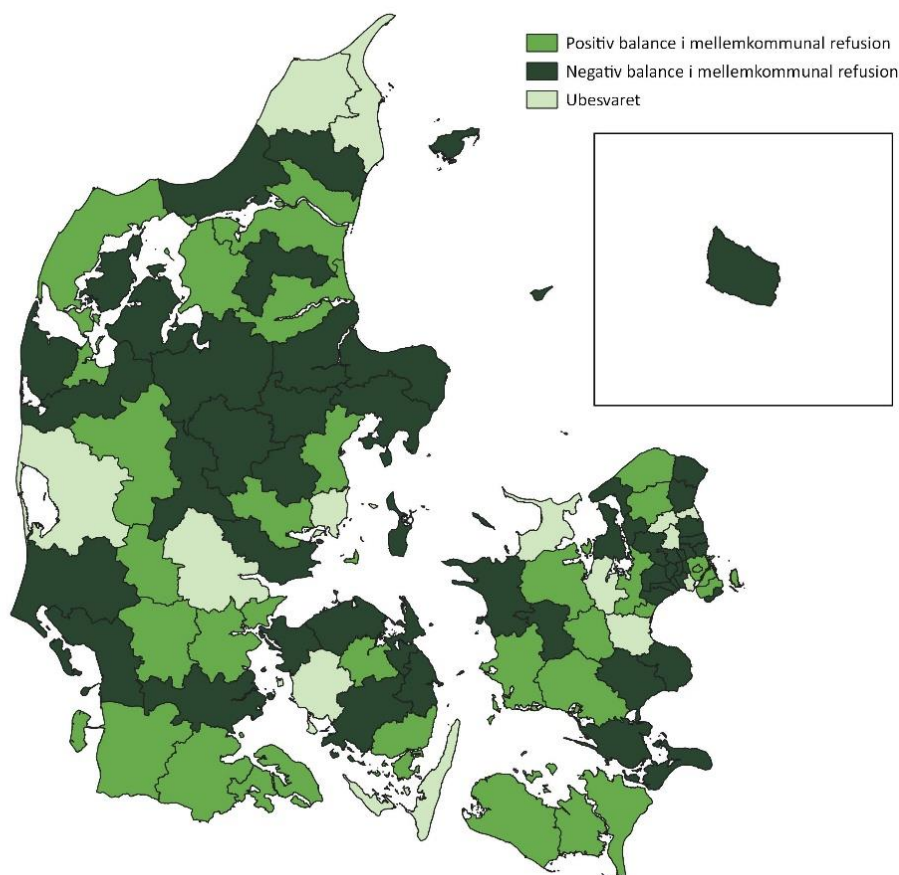 Positiv balance i mellemkommunal refusion
Negativ balance i mellemkommunal refusion
Ubesvaret